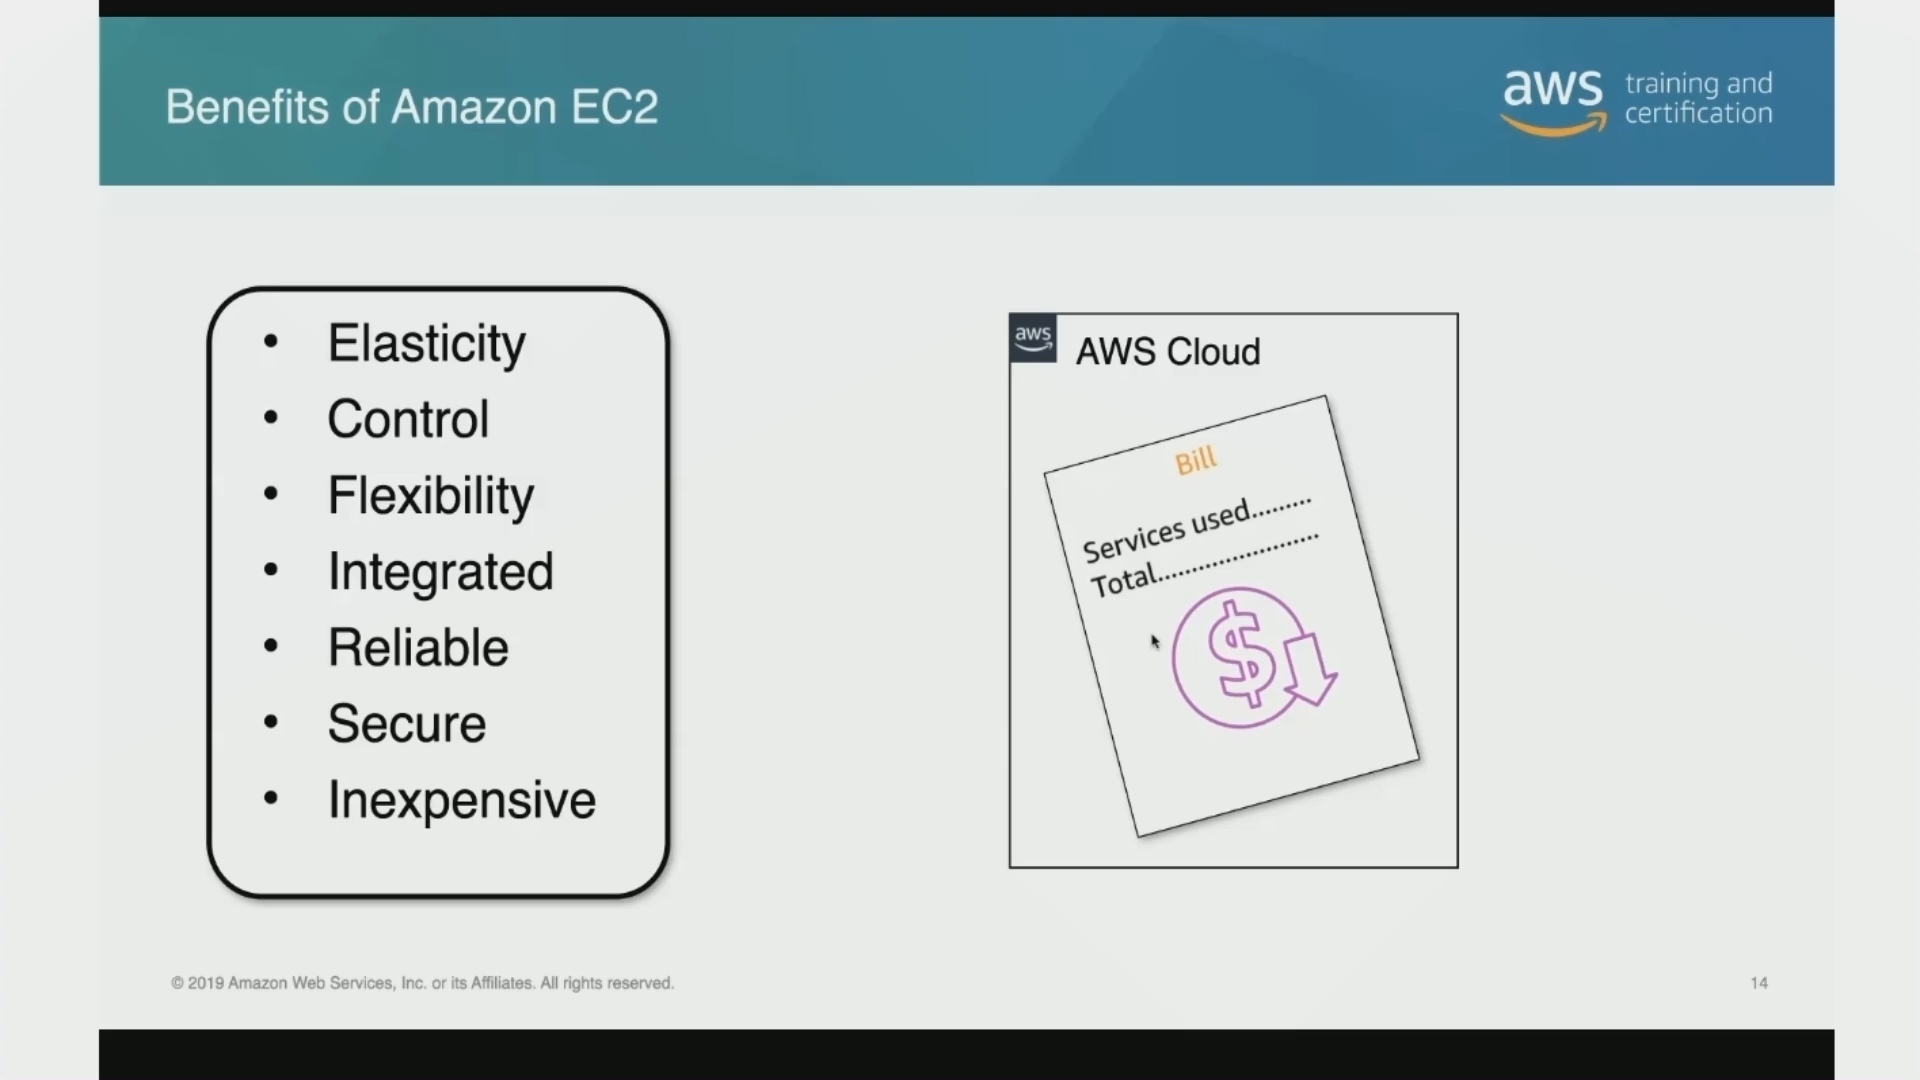 Benefits of Amazon EC2
aws training and
certification
• Elasticity
• Control
• Flexibility
• Integrated
• Reliable
• Secure
• Inexpensive
aws
AWS Cloud
Bill
Services used.........
Total........................
$
© 2019 Amazon Web Services, Inc. or its Affiliates. All rights reserved.
14